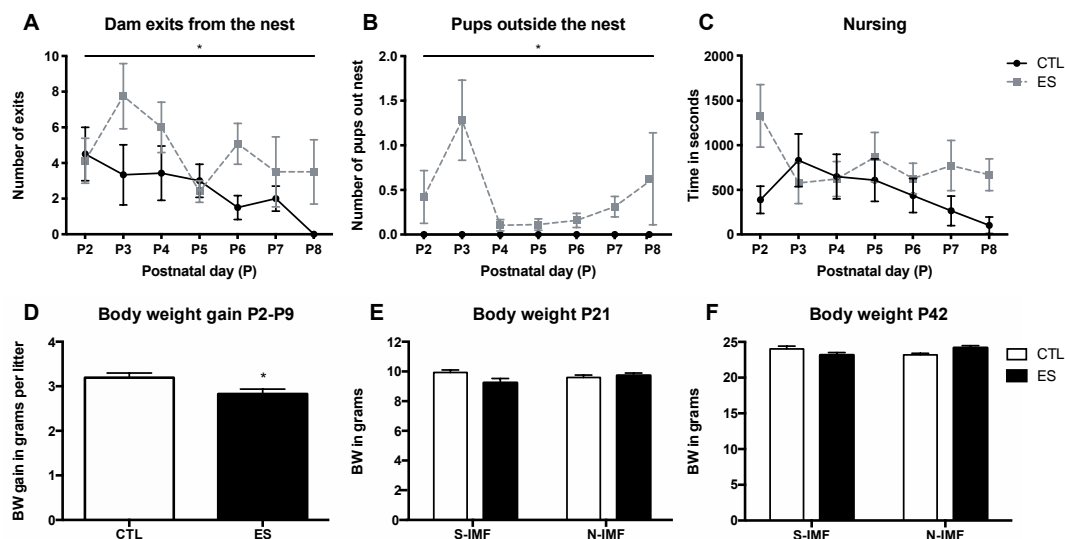 A
Dam exits from the nest
*
Number of exits
10
8
6
4
2
0
P2 P3 P4 P5 P6 P7 P8
Postnatal day (P)
B
Pups outside the nest
*
Number of pups out nest
2.0
1.5
1.0
0.5
0.0
P2 P3 P4 P5 P6 P7 P8
Postnatal day (P)
C
Nursing
Time in seconds
2000
1500
1000
500
0
P2 P3 P4 P5 P6 P7 P8
Postnatal day (P)
CTL
ES
D
Body weight gain P2-P9
BW gain in grams per litter
4
3
2
1
0
*
CTL ES
E
Body weight P21
BW in grams
12
10
8
6
4
2
0
S-IMF N-IMF
F
Body weight P42
BW in grams
25
20
15
10
5
0
S-IMF N-IMF
CTL
ES